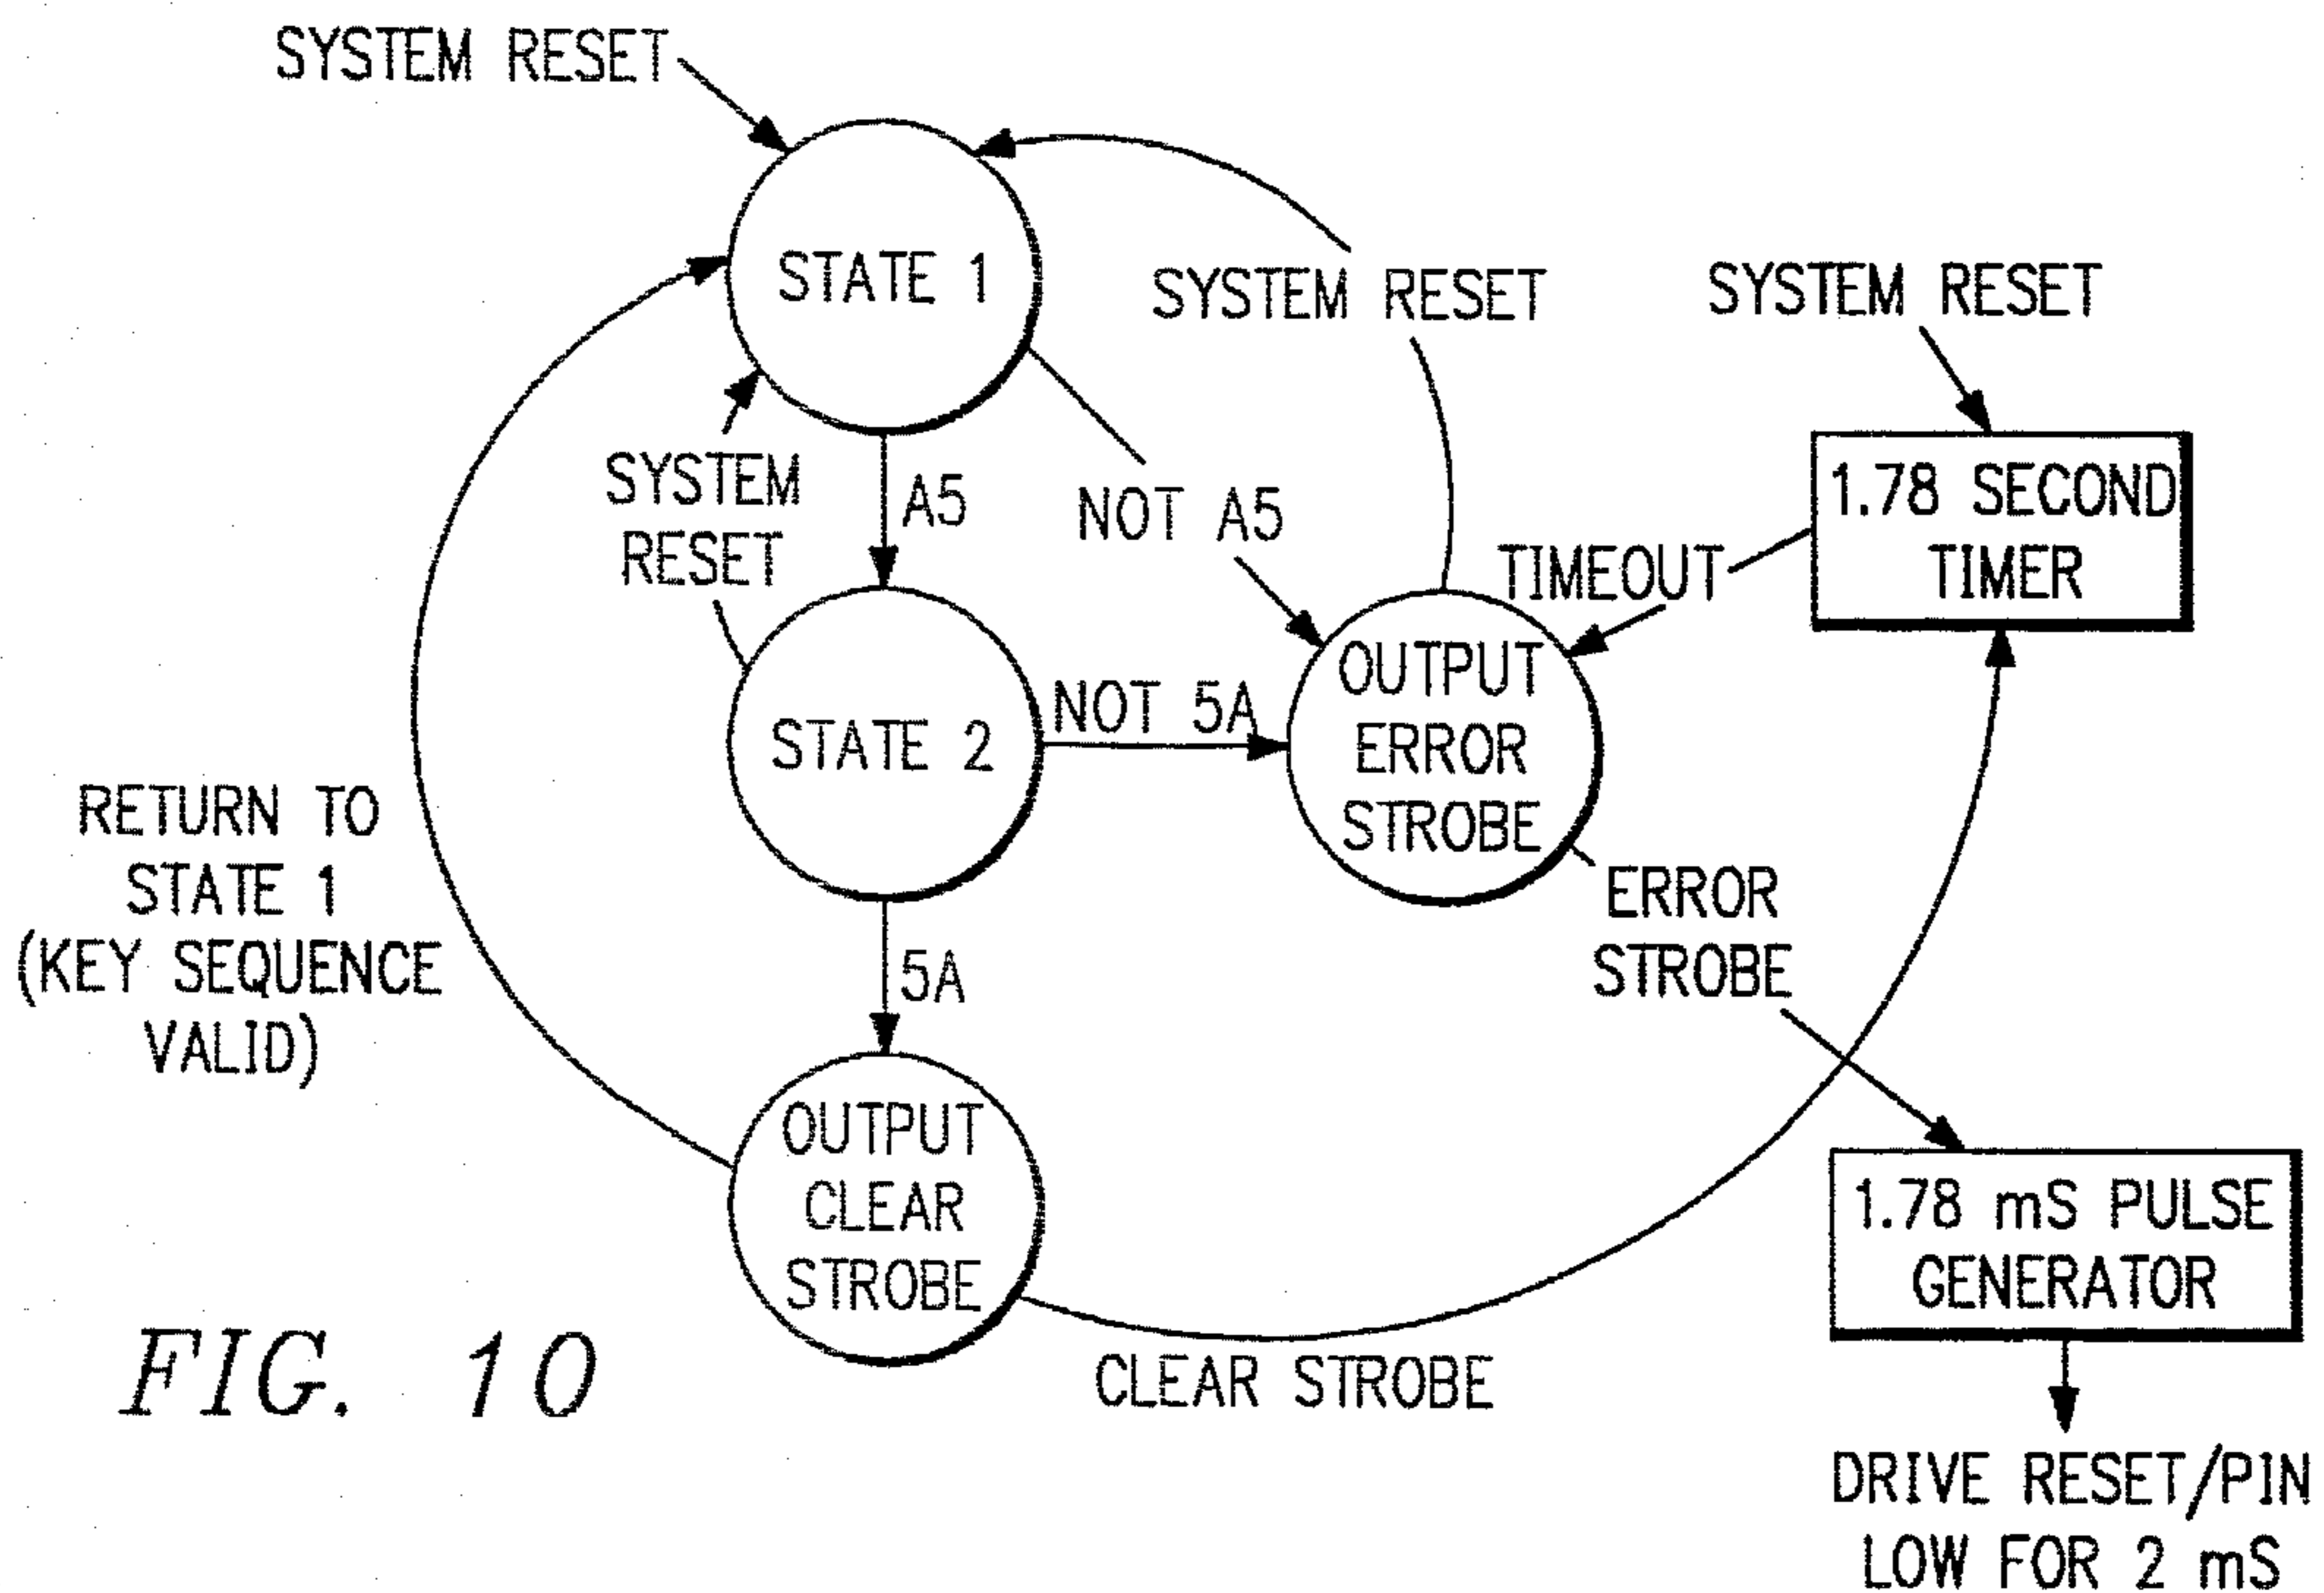 SYSTEM RESET
STATE 1
SYSTEM RESET
SYSTEM RESET
1.78 SECOND
TIMER
SYSTEM
RESET
A5
NOT A5
TIMEOUT
STATE 2
NOT 5A
OUTPUT
ERROR
STROBE
RETURN TO
STATE 1
(KEY SEQUENCE
VALID)
5A
ERROR
STROBE
OUTPUT
CLEAR
STROBE
1.78 mS PULSE
GENERATOR
CLEAR STROBE
DRIVE RESET/PIN
LOW FOR 2 mS
FIG. 10